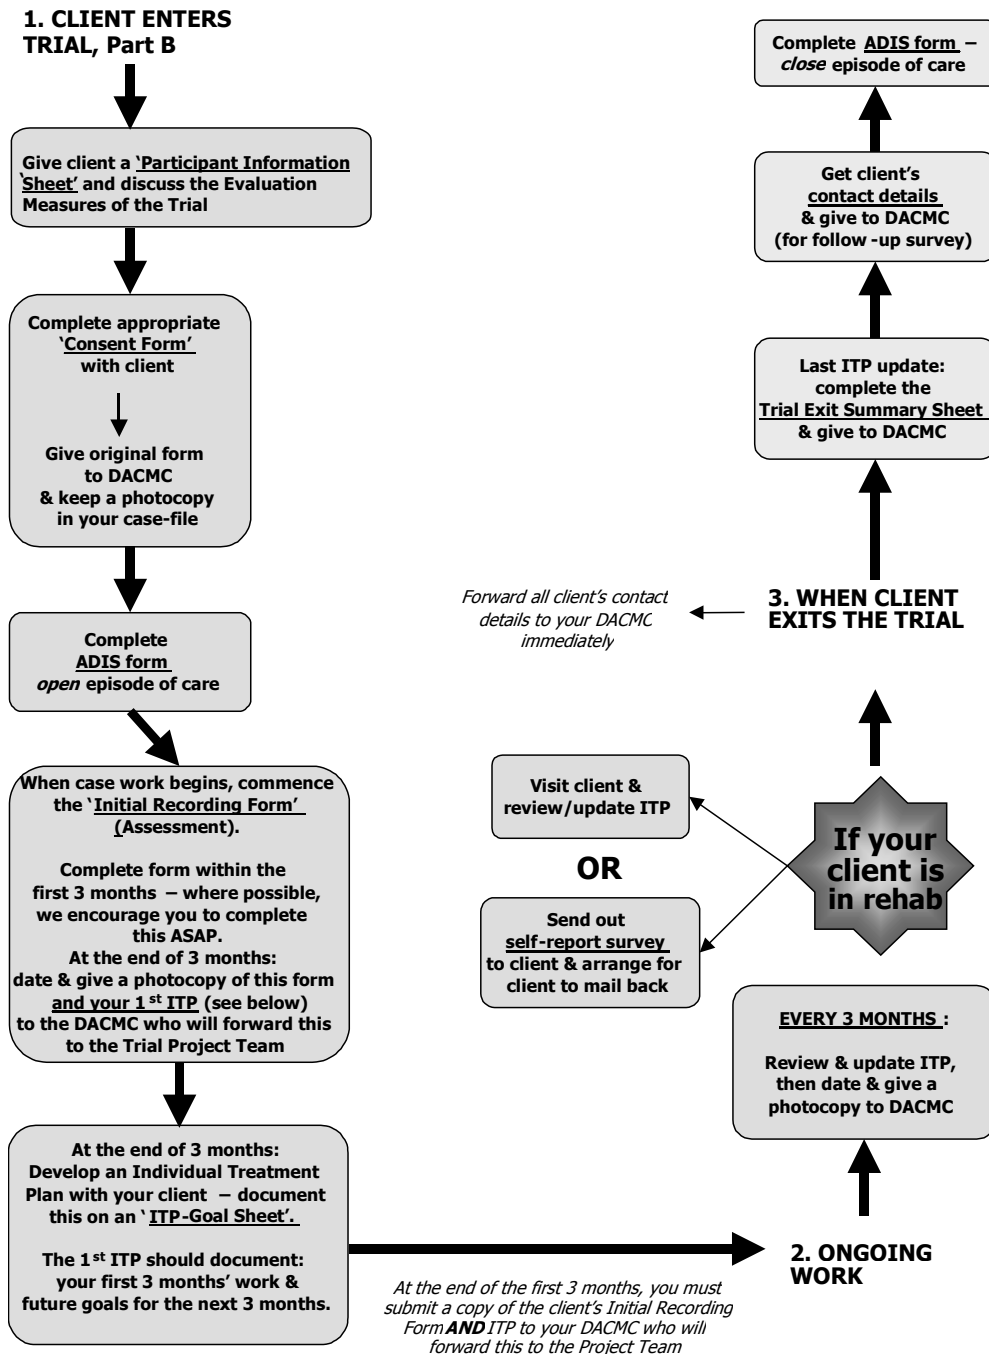 1. CLIENT ENTERS
TRIAL, Part B
Give client a ‘Participant Information
‘Sheet’ and discuss the Evaluation
Measures of the Trial
Complete appropriate
‘Consent Form’
with client
Give original form
to DACMC
& keep a photocopy
in your case-file
Complete
ADIS form
open episode of care
When case work begins, commence
the ‘Initial Recording Form’
(Assessment).
Complete form within the
first 3 months – where possible,
we encourage you to complete
this ASAP.
At the end of 3 months:
date & give a photocopy of this form
and your 1st ITP (see below)
to the DACMC who will forward this
to the Trial Project Team
At the end of 3 months:
Develop an Individual Treatment
Plan with your client – document
this on an ‘ITP-Goal Sheet’.
The 1st ITP should document:
your first 3 months’ work &
future goals for the next 3 months.
At the end of the first 3 months, you must
submit a copy of the client’s Initial Recording
Form AND ITP to your DACMC who will
forward this to the Project Team
2. ONGOING
WORK
EVERY 3 MONTHS :
Review & update ITP,
then date & give a
photocopy to DACMC
If your
client is
in rehab
Visit client &
review/update ITP
OR
Send out
self-report survey
to client & arrange for
client to mail back
3. WHEN CLIENT
EXITS THE TRIAL
Forward all client’s contact
details to your DACMC
immediately
Last ITP update:
complete the
Trial Exit Summary Sheet
& give to DACMC
Get client’s
contact details
& give to DACMC
(for follow-up survey)
Complete ADIS form –
close episode of care